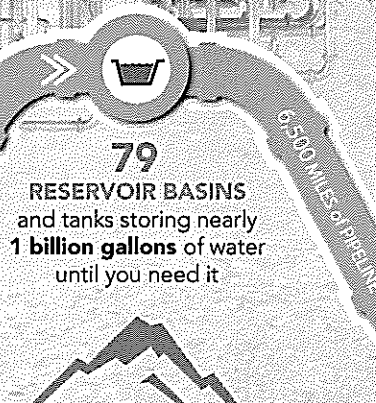 79
RESERVOIR BASINS
and tanks storing nearly
1 billion gallons of water
until you need it
6,500 MILES of PIPELINE